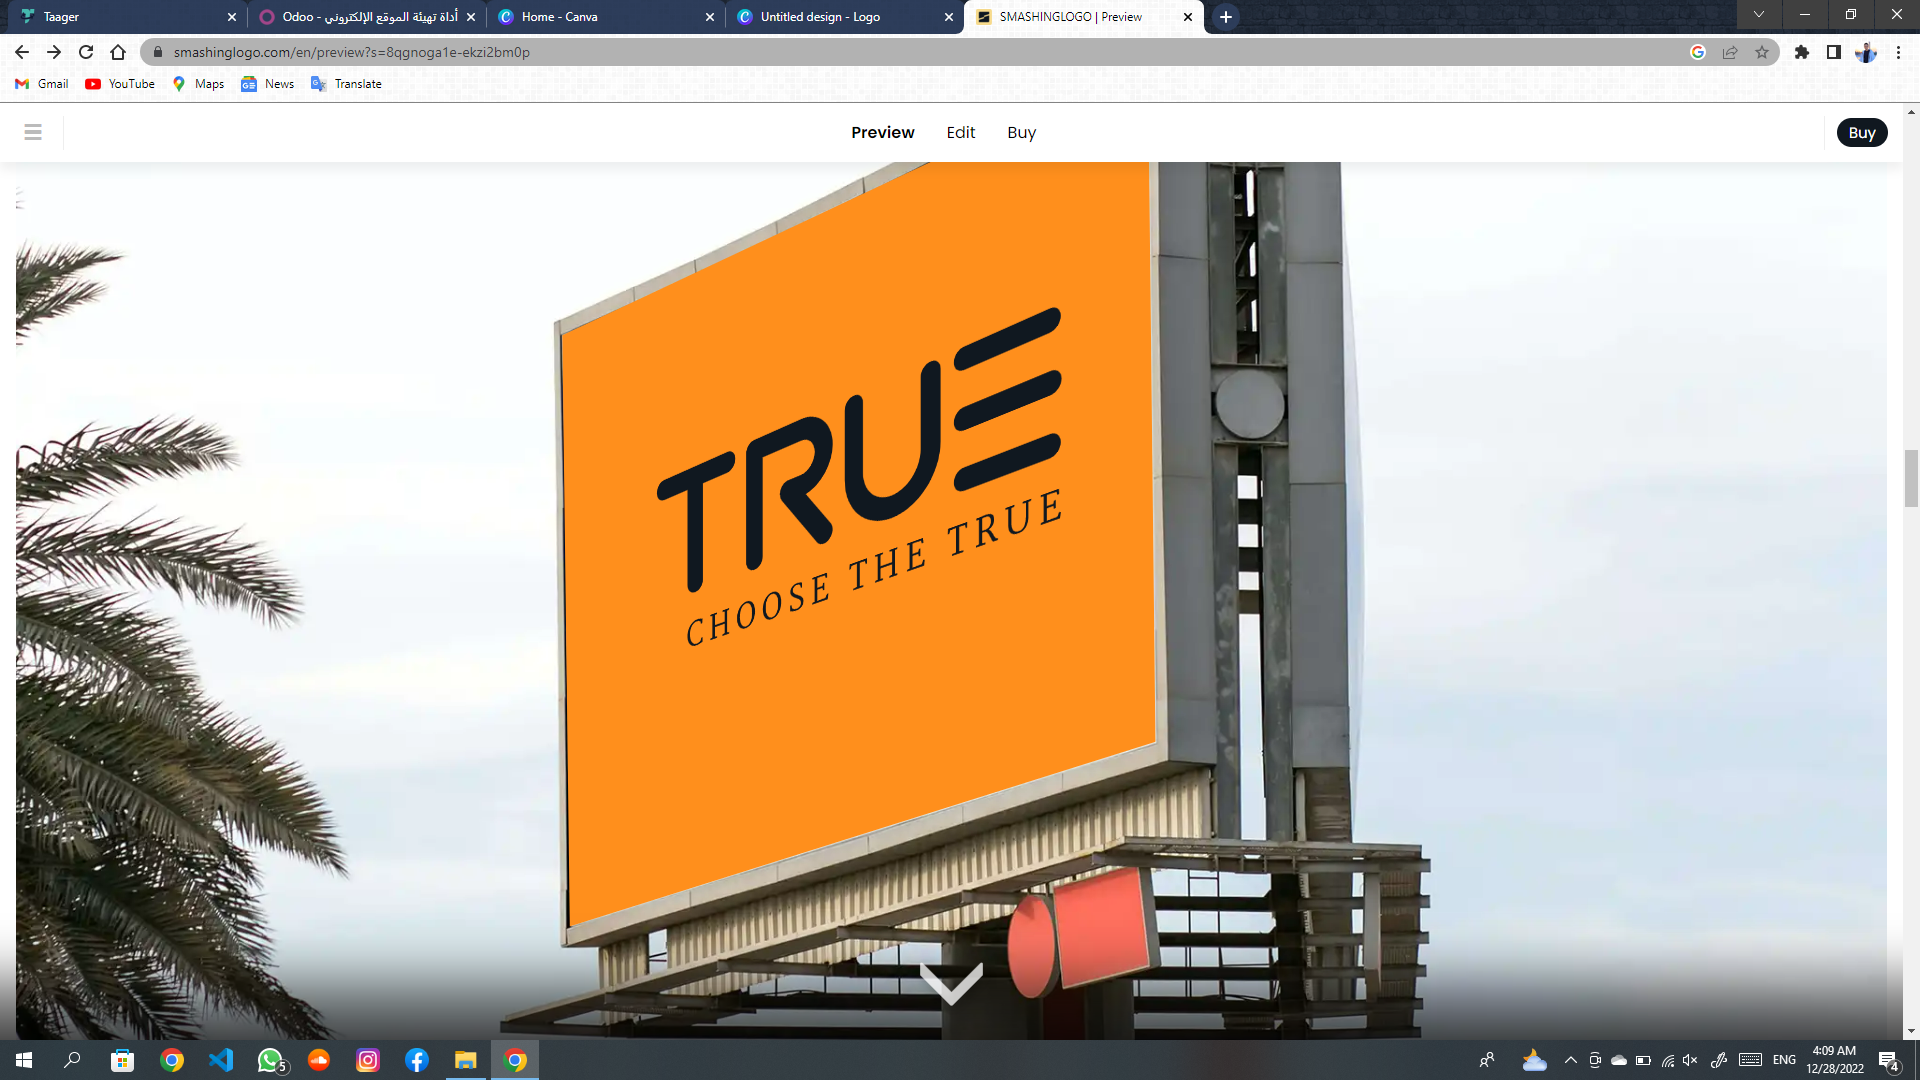 Taager
Odoo - أداة تهيئة الموقع الإلكتروني
Home - Canva
Untitled design - Logo
SMASHINGLOGO | Preview
smashinglogo.com/en/preview?s=8qgnoga1e-ekzi2bm0p
Gmail
YouTube
Maps
News
Translate
Preview
Edit
Buy
Buy
TRUE
CHOOSE THE TRUE
5
ENG
4:09 AM
12/28/2022
4